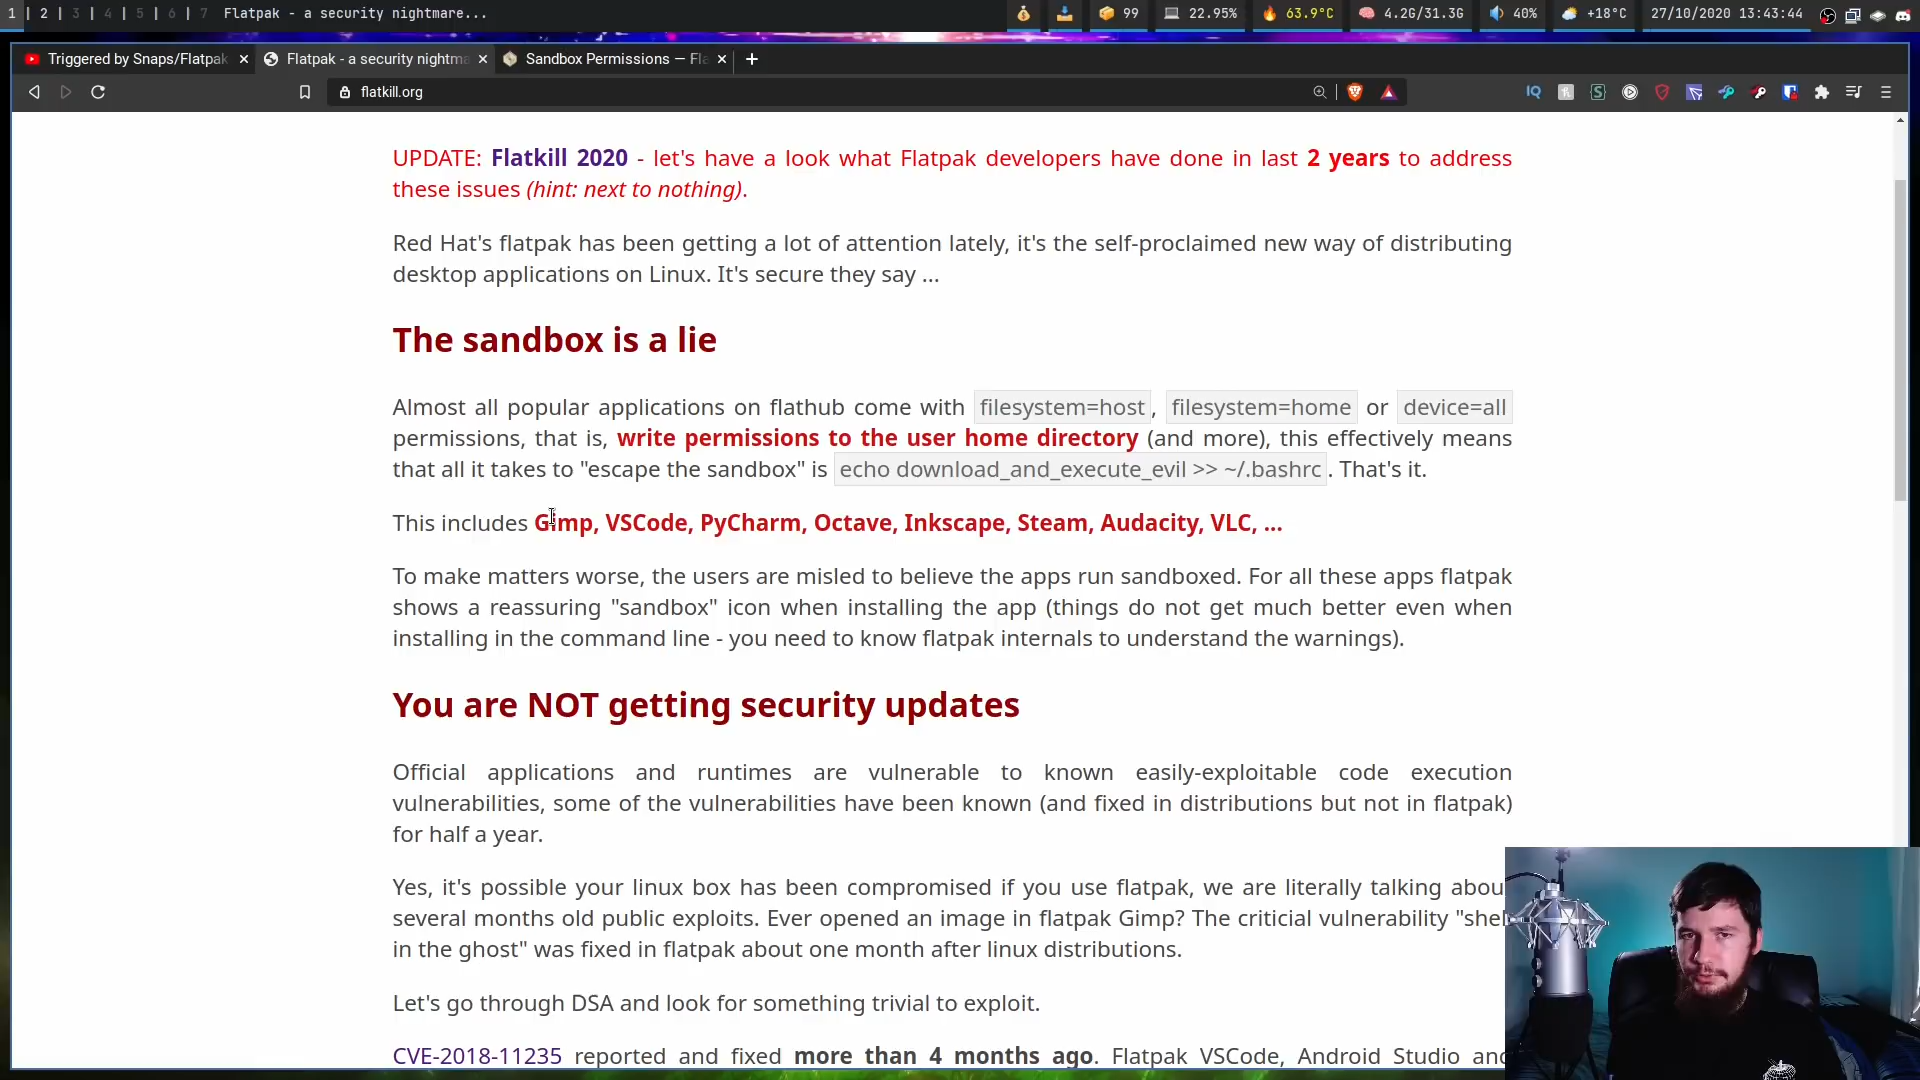 1 | 2 | 3 | 4 | 5 | 6 | 7 Flatpak - a security nightmare... 99 22.95% 63.9°C 4.2G/31.3G 40% +18°C 27/10/2020 13:43:44
Triggered by Snaps/Flatpak Flatpak - a security nightma Sandbox Permissions — Fla
flatkill.org
UPDATE: Flatkill 2020 - let's have a look what Flatpak developers have done in last 2 years to address
these issues (hint: next to nothing).
Red Hat's flatpak has been getting a lot of attention lately, it's the self-proclaimed new way of distributing
desktop applications on Linux. It's secure they say ...
The sandbox is a lie
Almost all popular applications on flathub come with filesystem=host, filesystem=home or device=all
permissions, that is, write permissions to the user home directory (and more), this effectively means
that all it takes to "escape the sandbox" is echo download_and_execute_evil >> ~/.bashrc. That's it.
This includes Gimp, VSCode, PyCharm, Octave, Inkscape, Steam, Audacity, VLC, ...
To make matters worse, the users are misled to believe the apps run sandboxed. For all these apps flatpak
shows a reassuring "sandbox" icon when installing the app (things do not get much better even when
installing in the command line - you need to know flatpak internals to understand the warnings).
You are NOT getting security updates
Official applications and runtimes are vulnerable to known easily-exploitable code execution
vulnerabilities, some of the vulnerabilities have been known (and fixed in distributions but not in flatpak)
for half a year.
Yes, it's possible your linux box has been compromised if you use flatpak, we are literally talking about
several months old public exploits. Ever opened an image in flatpak Gimp? The criticial vulnerability "shell
in the ghost" was fixed in flatpak about one month after linux distributions.
Let's go through DSA and look for something trivial to exploit.
CVE-2018-11235 reported and fixed more than 4 months ago. Flatpak VSCode, Android Studio and